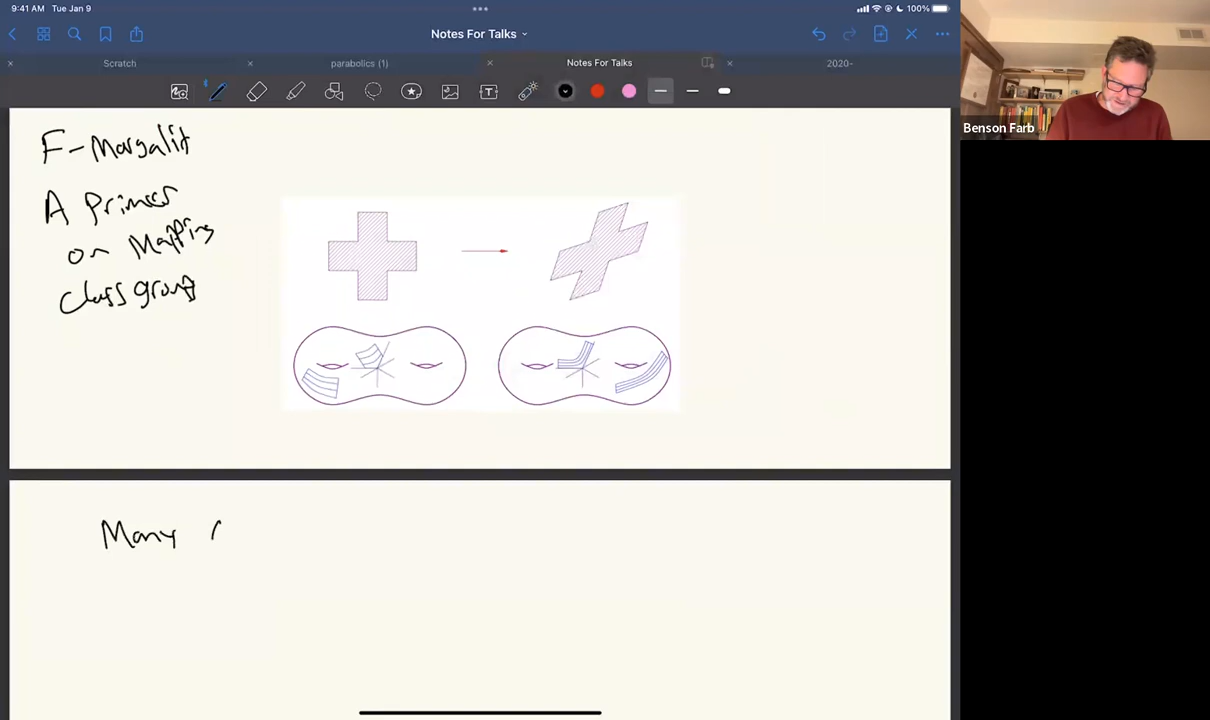 9:41 AM Tue Jan 9
100%
Notes For Talks
Scratch
parabolics (1)
Notes For Talks
2020-
T
Benson Farb
F-Margalit
A Primer
on Mapping
class groups
Many